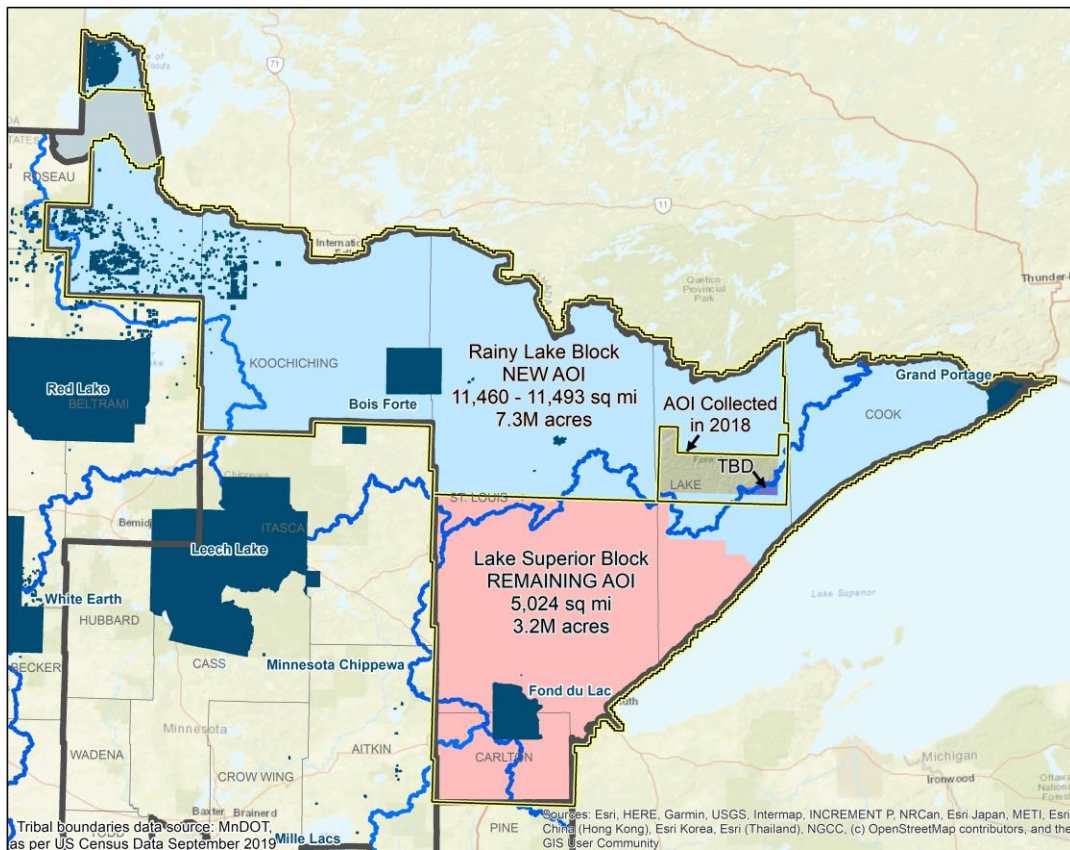 71
ROSEAU
11
Quetico
Provincial
Park
CANADA
KOOCHICHING
Rainy Lake Block
NEW AOI
11,460 - 11,493 sq mi
7.3M acres
Red Lake
BELTRAMI
Bois Forte
Grand Portage
COOK
AOI Collected
in 2018
TBD
LAKE
ST. LOUIS
Chippewa
Bemidji
ITASCA
Leech Lake
Lake Superior Block
REMAINING AOI
5,024 sq mi
3.2M acres
Lake Superior
White Earth
HUBBARD
BECKER
CASS
Minnesota Chippewa
Fond du Lac
Minnesota
AITKIN
WADENA
CARLTON
CROW WING
Michigan
Ironwood
Baxter Brainerd
Mille Lacs
PINE
Tribal boundaries data source: MnDOT,
as per US Census Data September 2019
Sources: Esri, HERE, Garmin, USGS, Intermap, INCREMENT P, NRCan, Esri Japan, METI, Esri
China (Hong Kong), Esri Korea, Esri (Thailand), NGCC, (c) OpenStreetMap contributors, and the
GIS User Community